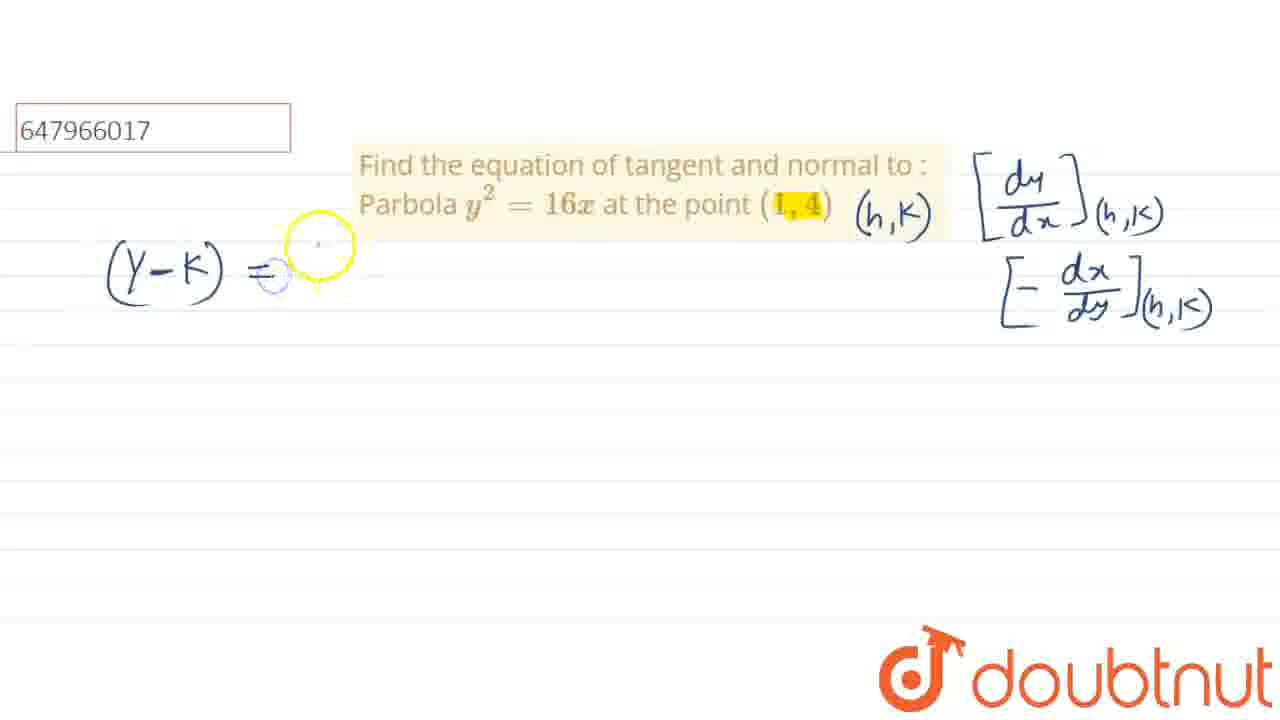 647966017
Find the equation of tangent and normal to :
Parbola y² = 16x at the point (1, 4) (h, K)
[dy/dx](h, K)
[- dx/dy](h, K)
(Y - K) =
doubtnut